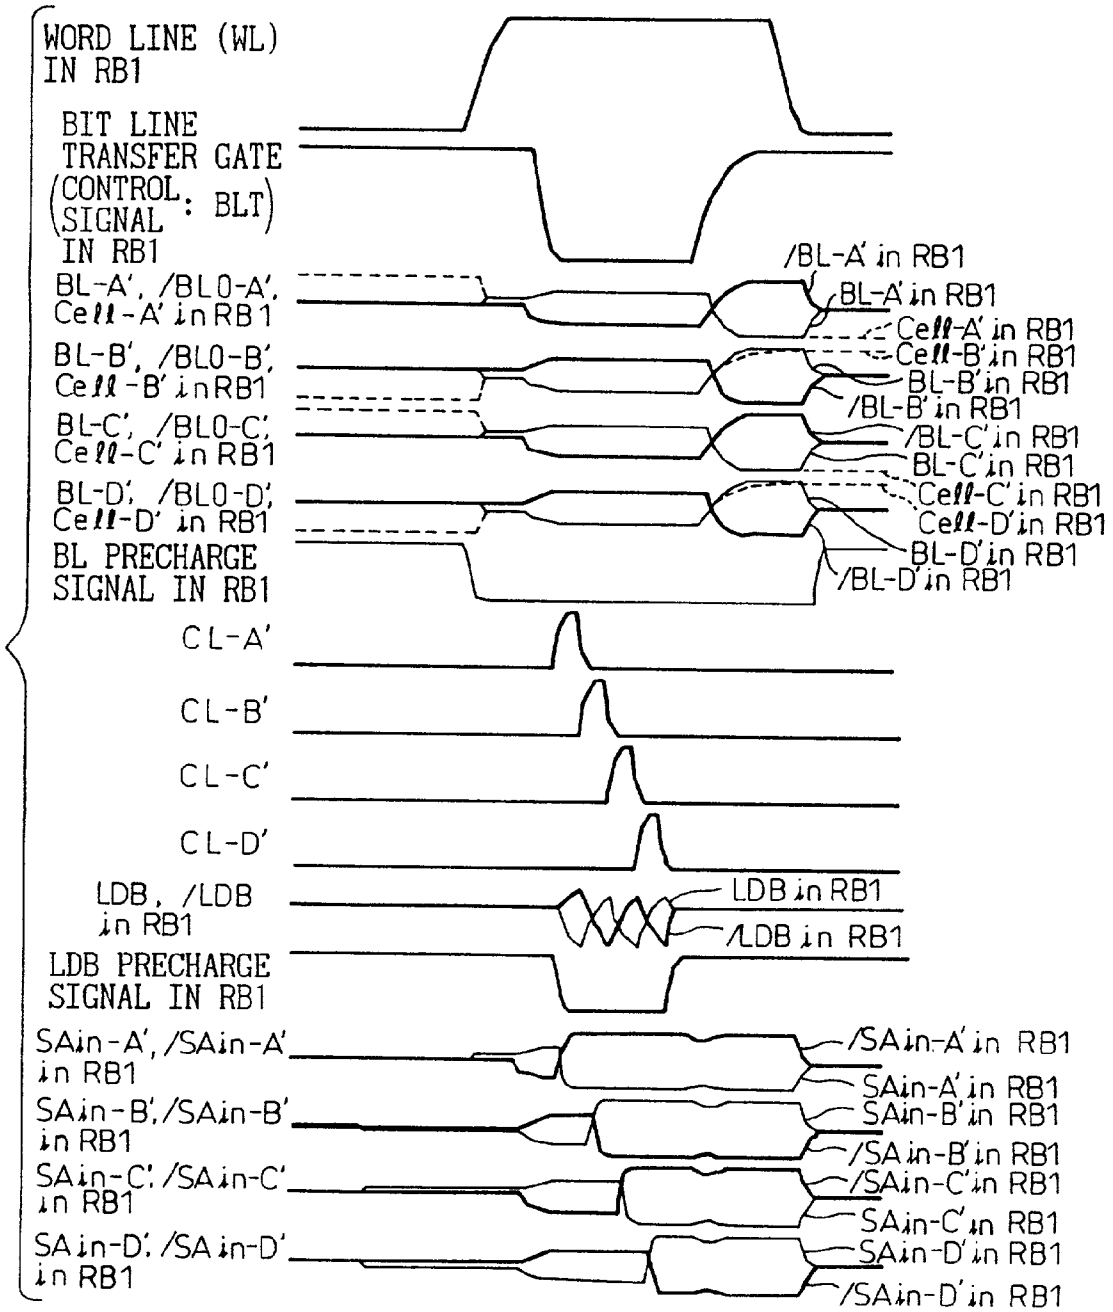 WORD LINE (WL)
IN RB1
BIT LINE
TRANSFER GATE
(CONTROL
SIGNAL : BLT)
IN RB1
/BL-A' in RB1
BL-A', /BL0-A',
Cell-A' in RB1
BL-A' in RB1
Cell-A' in RB1
BL-B', /BL0-B',
Cell-B' in RB1
Cell-B' in RB1
BL-B' in RB1
/BL-B' in RB1
BL-C', /BL0-C',
Cell-C' in RB1
/BL-C' in RB1
BL-C' in RB1
Cell-C' in RB1
BL-D', /BL0-D',
Cell-D' in RB1
Cell-D' in RB1
BL-D' in RB1
/BL-D' in RB1
BL PRECHARGE
SIGNAL IN RB1
CL-A'
CL-B'
CL-C'
CL-D'
LDB, /LDB
in RB1
LDB in RB1
/LDB in RB1
LDB PRECHARGE
SIGNAL IN RB1
SAin-A', /SAin-A'
in RB1
/SAin-A' in RB1
SAin-A' in RB1
SAin-B', /SAin-B'
in RB1
SAin-B' in RB1
/SAin-B' in RB1
SAin-C', /SAin-C'
in RB1
/SAin-C' in RB1
SAin-C' in RB1
SAin-D', /SAin-D'
in RB1
SAin-D' in RB1
/SAin-D' in RB1